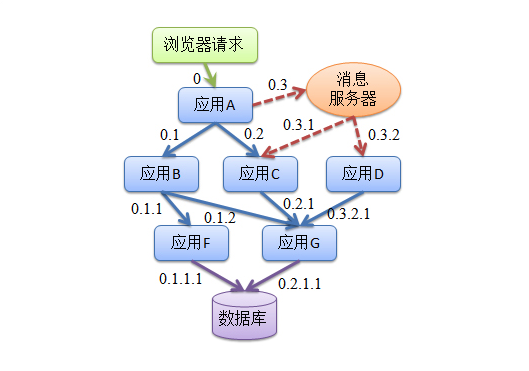 浏览器请求
0
应用A
0.3
消息
服务器
0.1
0.2
0.3.1
0.3.2
应用B
应用C
应用D
0.1.1
0.1.2
0.2.1
0.3.2.1
应用F
应用G
0.1.1.1
0.2.1.1
数据库